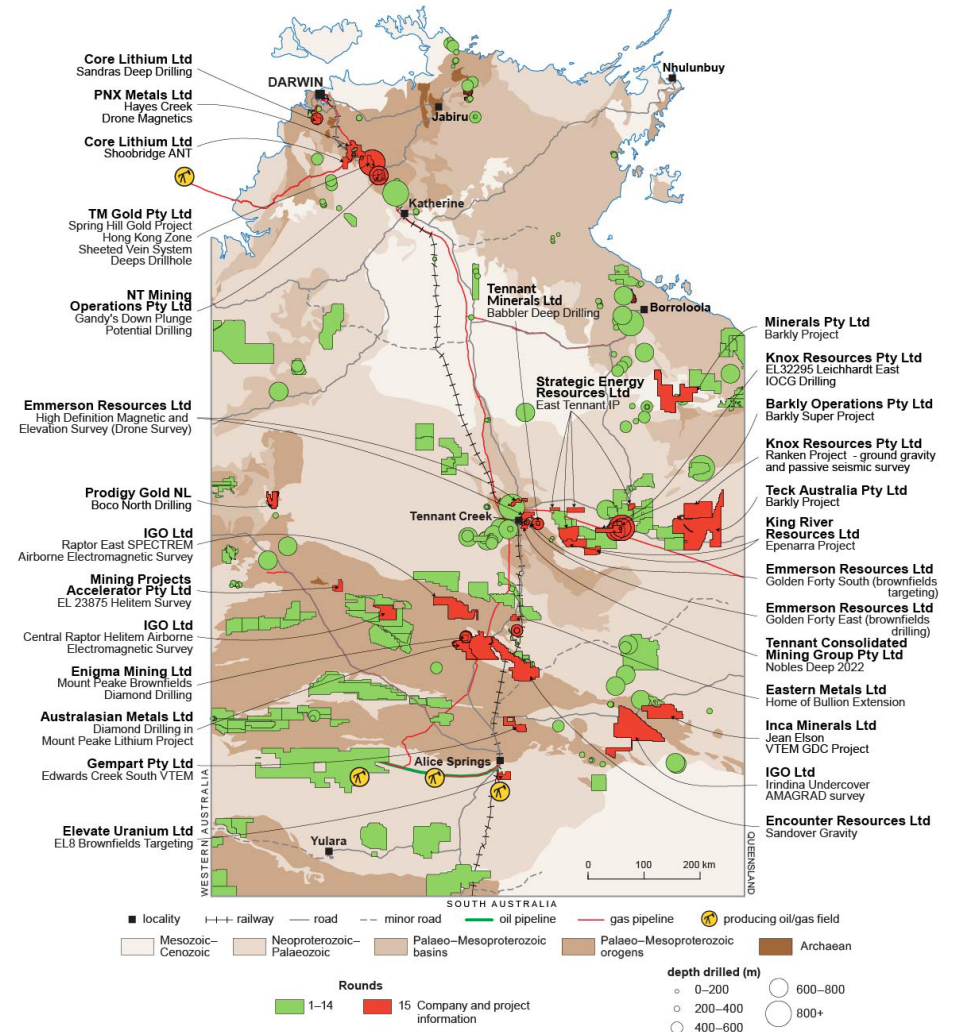 Core Lithium Ltd
Sandras Deep Drilling
PNX Metals Ltd
Hayes Creek
Drone Magnetics
Core Lithium Ltd
Shoobridge ANT
TM Gold Pty Ltd
Spring Hill Gold Project
Hong Kong Zone
Sheeted Vein System
Deeps Drillhole
NT Mining
Operations Pty Ltd
Gandy's Down Plunge
Potential Drilling
Emmerson Resources Ltd
High Definition Magnetic and
Elevation Survey (Drone Survey)
Prodigy Gold NL
Boco North Drilling
IGO Ltd
Raptor East SPECTREM
Airborne Electromagnetic Survey
Mining Projects
Accelerator Pty Ltd
EL 23875 Helitem Survey
IGO Ltd
Central Raptor Helitem Airborne
Electromagnetic Survey
Enigma Mining Ltd
Mount Peake Brownfields
Diamond Drilling
Australasian Metals Ltd
Diamond Drilling in
Mount Peake Lithium Project
Gempart Pty Ltd
Edwards Creek South VTEM
Elevate Uranium Ltd
EL8 Brownfields Targeting
DARWIN
Jabiru
Nhulunbuy
Katherine
Borroloola
Tennant
Minerals Ltd
Babbler Deep Drilling
Strategic Energy
Resources Ltd
East Tennant IP
Tennant Creek
Alice Springs
Yulara
Minerals Pty Ltd
Barkly Project
Knox Resources Pty Ltd
EL32295 Leichhardt East
IOCG Drilling
Barkly Operations Pty Ltd
Barkly Super Project
Knox Resources Pty Ltd
Ranken Project - ground gravity
and passive seismic survey
Teck Australia Pty Ltd
Barkly Project
King River
Resources Ltd
Epenarra Project
Emmerson Resources Ltd
Golden Forty South (brownfields
targeting)
Emmerson Resources Ltd
Golden Forty East (brownfields
drilling)
Tennant Consolidated
Mining Group Pty Ltd
Nobles Deep 2022
Eastern Metals Ltd
Home of Bullion Extension
Inca Minerals Ltd
Jean Elson
VTEM GDC Project
IGO Ltd
Irindina Undercover
AMAGRAD survey
Encounter Resources Ltd
Sandover Gravity
WESTERN AUSTRALIA
QUEENSLAND
0 100 200 km
SOUTH AUSTRALIA
locality railway road minor road oil pipeline gas pipeline producing oil/gas field
Mesozoic–
Cenozoic
Neoproterozoic–
Palaeozoic
Palaeo–Mesoproterozoic
basins
Palaeo–Mesoproterozoic
orogens
Archaean
Rounds
1–14
15 Company and project
information
depth drilled (m)
0–200
200–400
400–600
600–800
800+